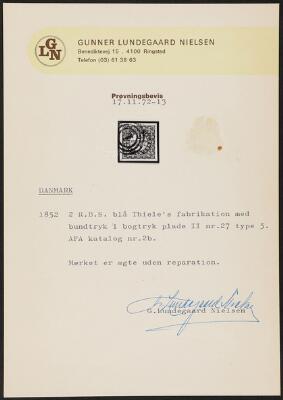 LGN
GUNNER LUNDEGAARD NIELSEN
Benediktevej 15 . 4100 Ringsted
Telefon (03) 61 38 63
Prøvningsbevis
17.11.72-13
DANMARK
1852 2 R.B.S. blå Thiele's fabrikation med
bundtryk i bogtryk plade II nr.27 type 5.
AFA katalog nr.2b.
Mærket er ægte uden reparation.
G.Lundegaard Nielsen